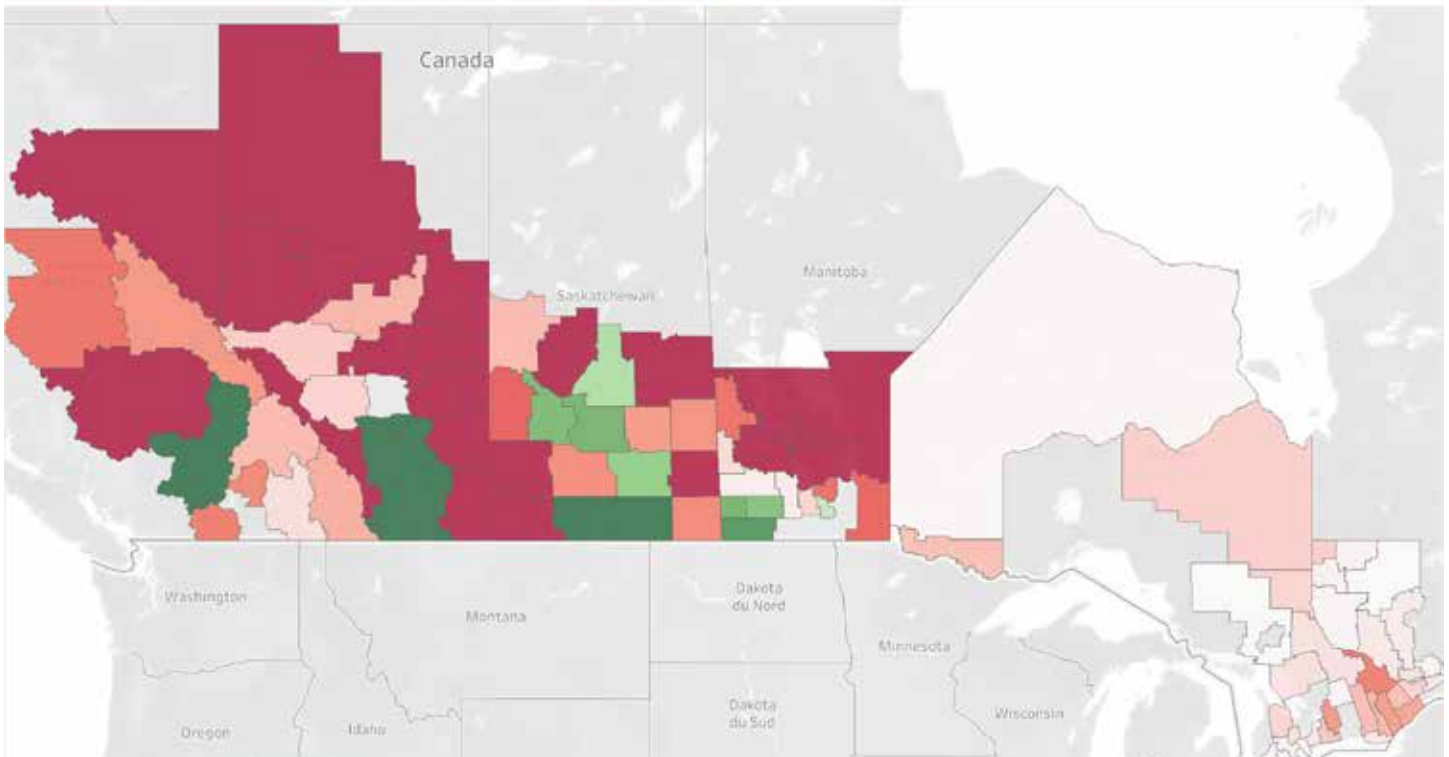 Canada
Manitoba
Saskatchewan
Dakota
du Nord
Washington
Montana
Minnesota
Dakota
du Sud
Wisconsin
Oregon
Idaho